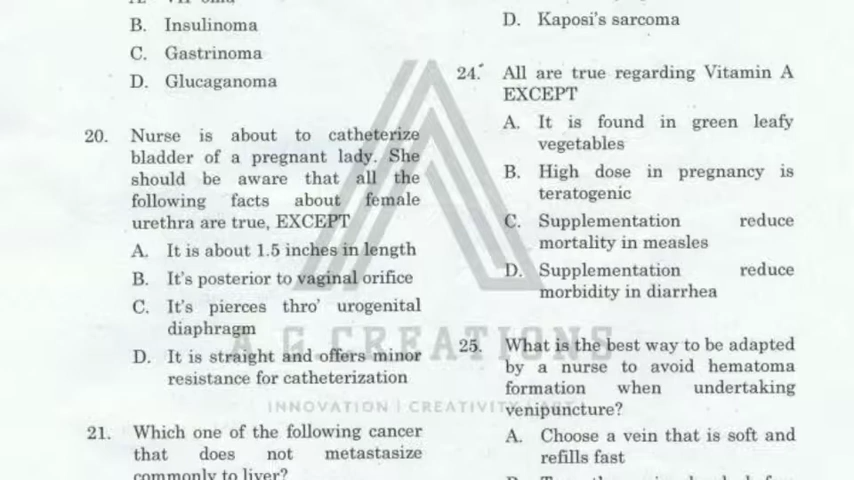 B. Insulinoma
C. Gastrinoma
D. Glucaganoma
20. Nurse is about to catheterize
bladder of a pregnant lady. She
should be aware that all the
following facts about female
urethra are true, EXCEPT
A. It is about 1.5 inches in length
B. It's posterior to vaginal orifice
C. It's pierces thro' urogenital
diaphragm
D. It is straight and offers minor
resistance for catheterization
21. Which one of the following cancer
that does not metastasize
commonly to liver?
D. Kaposi's sarcoma
24. All are true regarding Vitamin A
EXCEPT
A. It is found in green leafy
vegetables
B. High dose in pregnancy is
teratogenic
C. Supplementation reduce
mortality in measles
D. Supplementation reduce
morbidity in diarrhea
25. What is the best way to be adapted
by a nurse to avoid hematoma
formation when undertaking
venipuncture?
A. Choose a vein that is soft and
refills fast
A.G.CREATIONS
INNOVATION | CREATIVITY | ART |